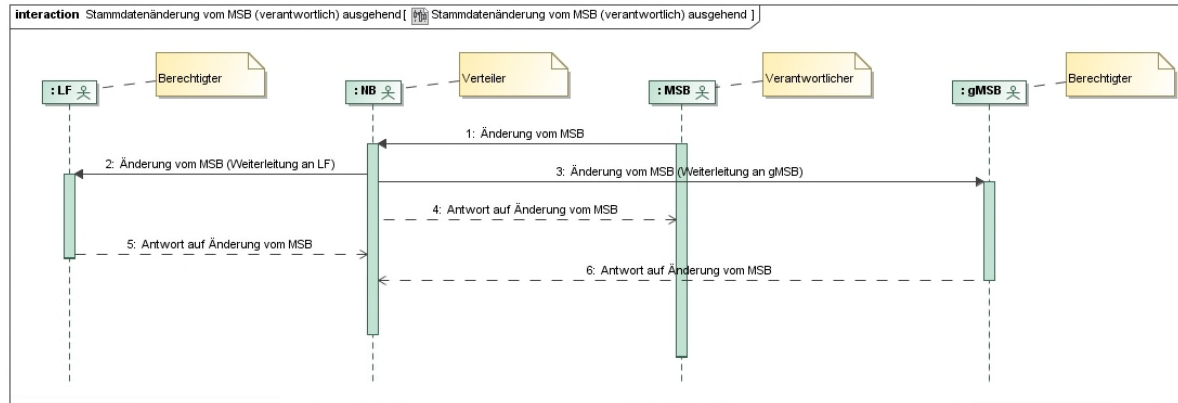 interaction Stammdatenänderung vom MSB (verantwortlich) ausgehend[ Stammdatenänderung vom MSB (verantwortlich) ausgehend ]
Berechtigter
Verteiler
Verantwortlicher
Berechtigter
: LF
: NB
: MSB
: gMSB
1: Änderung vom MSB
2: Änderung vom MSB (Weiterleitung an LF)
3: Änderung vom MSB (Weiterleitung an gMSB)
4: Antwort auf Änderung vom MSB
5: Antwort auf Änderung vom MSB
6: Antwort auf Änderung vom MSB